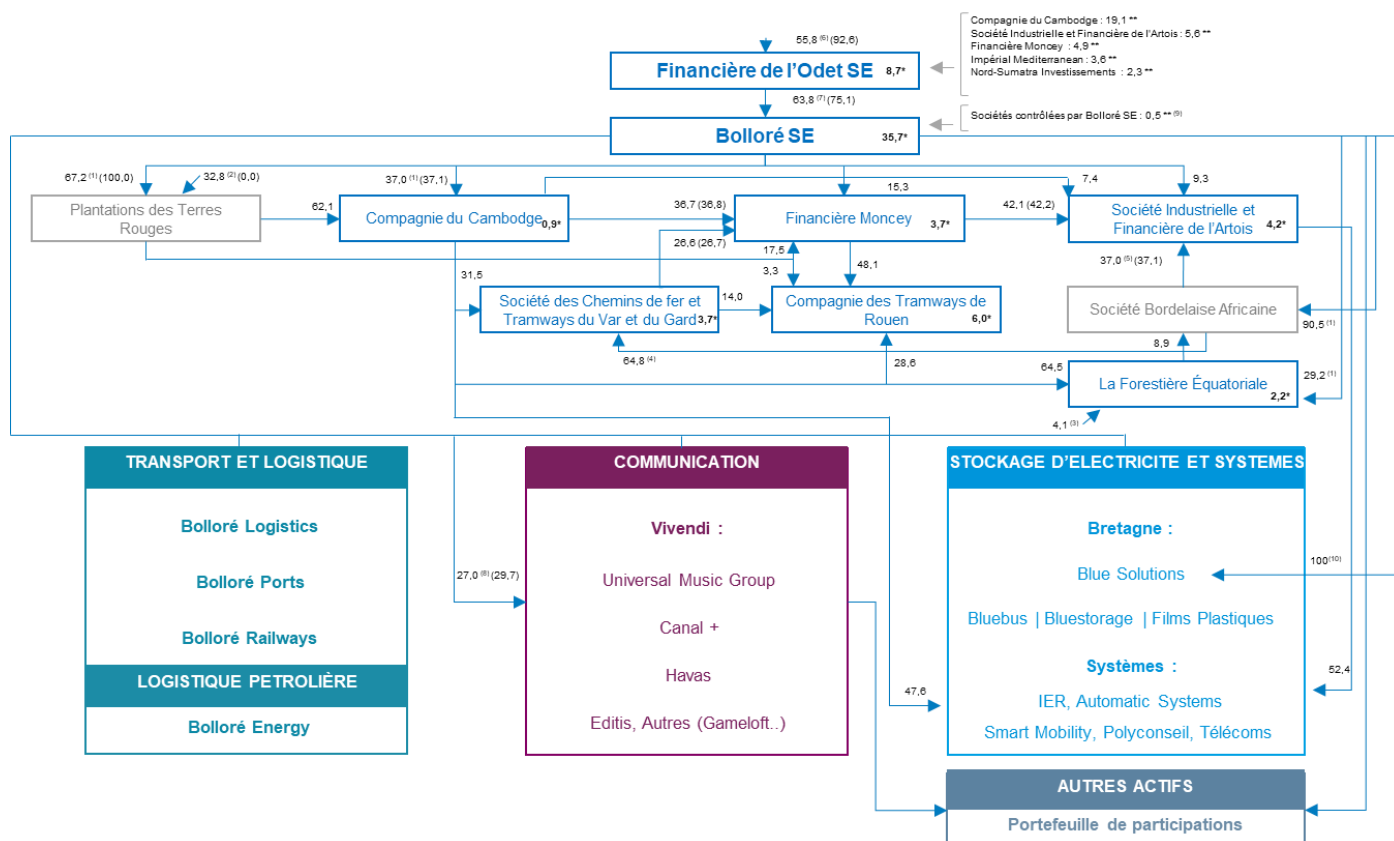 55,8 (6) (92,6)
Compagnie du Cambodge : 19,1 **
Société Industrielle et Financière de l'Artois : 5,6 **
Financière Moncey : 4,9 **
Impérial Mediterranean : 3,6 **
Nord-Sumatra Investissements : 2,3 **
Financière de l'Odet SE 8,7*
63,8 (7) (75,1)
Sociétés contrôlées par Bolloré SE : 0,5 ** (9)
Bolloré SE 35,7*
67,2 (1) (100,0)
32,8 (2) (0,0)
37,0 (1) (37,1)
15,3
7,4
9,3
Plantations des Terres
Rouges
62,1
Compagnie du Cambodge 0,9*
36,7 (36,8)
Financière Moncey 3,7*
42,1 (42,2)
Société Industrielle et
Financière de l'Artois 4,2*
26,6 (26,7)
17,5
3,3
48,1
37,0 (5) (37,1)
31,5
Société des Chemins de fer et
Tramways du Var et du Gard 3,7*
14,0
Compagnie des Tramways de
Rouen 6,0*
Société Bordelaise Africaine
90,5 (1)
64,8 (4)
28,6
8,9
64,5
La Forestière Équatoriale 2,2*
29,2 (1)
4,1 (3)
TRANSPORT ET LOGISTIQUE
Bolloré Logistics
Bolloré Ports
Bolloré Railways
LOGISTIQUE PETROLIÈRE
Bolloré Energy
27,0 (8) (29,7)
COMMUNICATION
Vivendi :
Universal Music Group
Canal +
Havas
Editis, Autres (Gameloft..)
47,6
STOCKAGE D'ELECTRICITE ET SYSTEMES
Bretagne :
Blue Solutions
100(10)
Bluebus | Bluestorage | Films Plastiques
Systèmes :
IER, Automatic Systems
Smart Mobility, Polyconseil, Télécoms
52,4
AUTRES ACTIFS
Portefeuille de participations